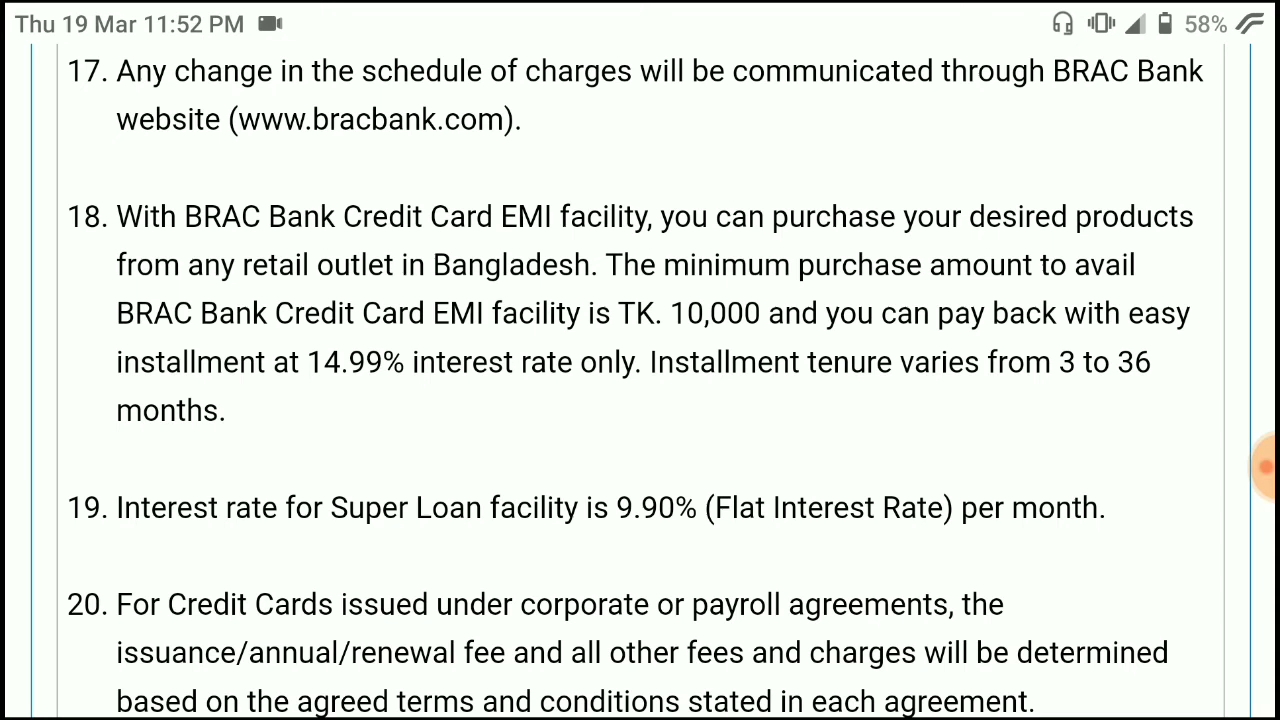 Thu 19 Mar 11:52 PM
58%
17. Any change in the schedule of charges will be communicated through BRAC Bank
website (www.bracbank.com).
18. With BRAC Bank Credit Card EMI facility, you can purchase your desired products
from any retail outlet in Bangladesh. The minimum purchase amount to avail
BRAC Bank Credit Card EMI facility is TK. 10,000 and you can pay back with easy
installment at 14.99% interest rate only. Installment tenure varies from 3 to 36
months.
19. Interest rate for Super Loan facility is 9.90% (Flat Interest Rate) per month.
20. For Credit Cards issued under corporate or payroll agreements, the
issuance/annual/renewal fee and all other fees and charges will be determined
based on the agreed terms and conditions stated in each agreement.